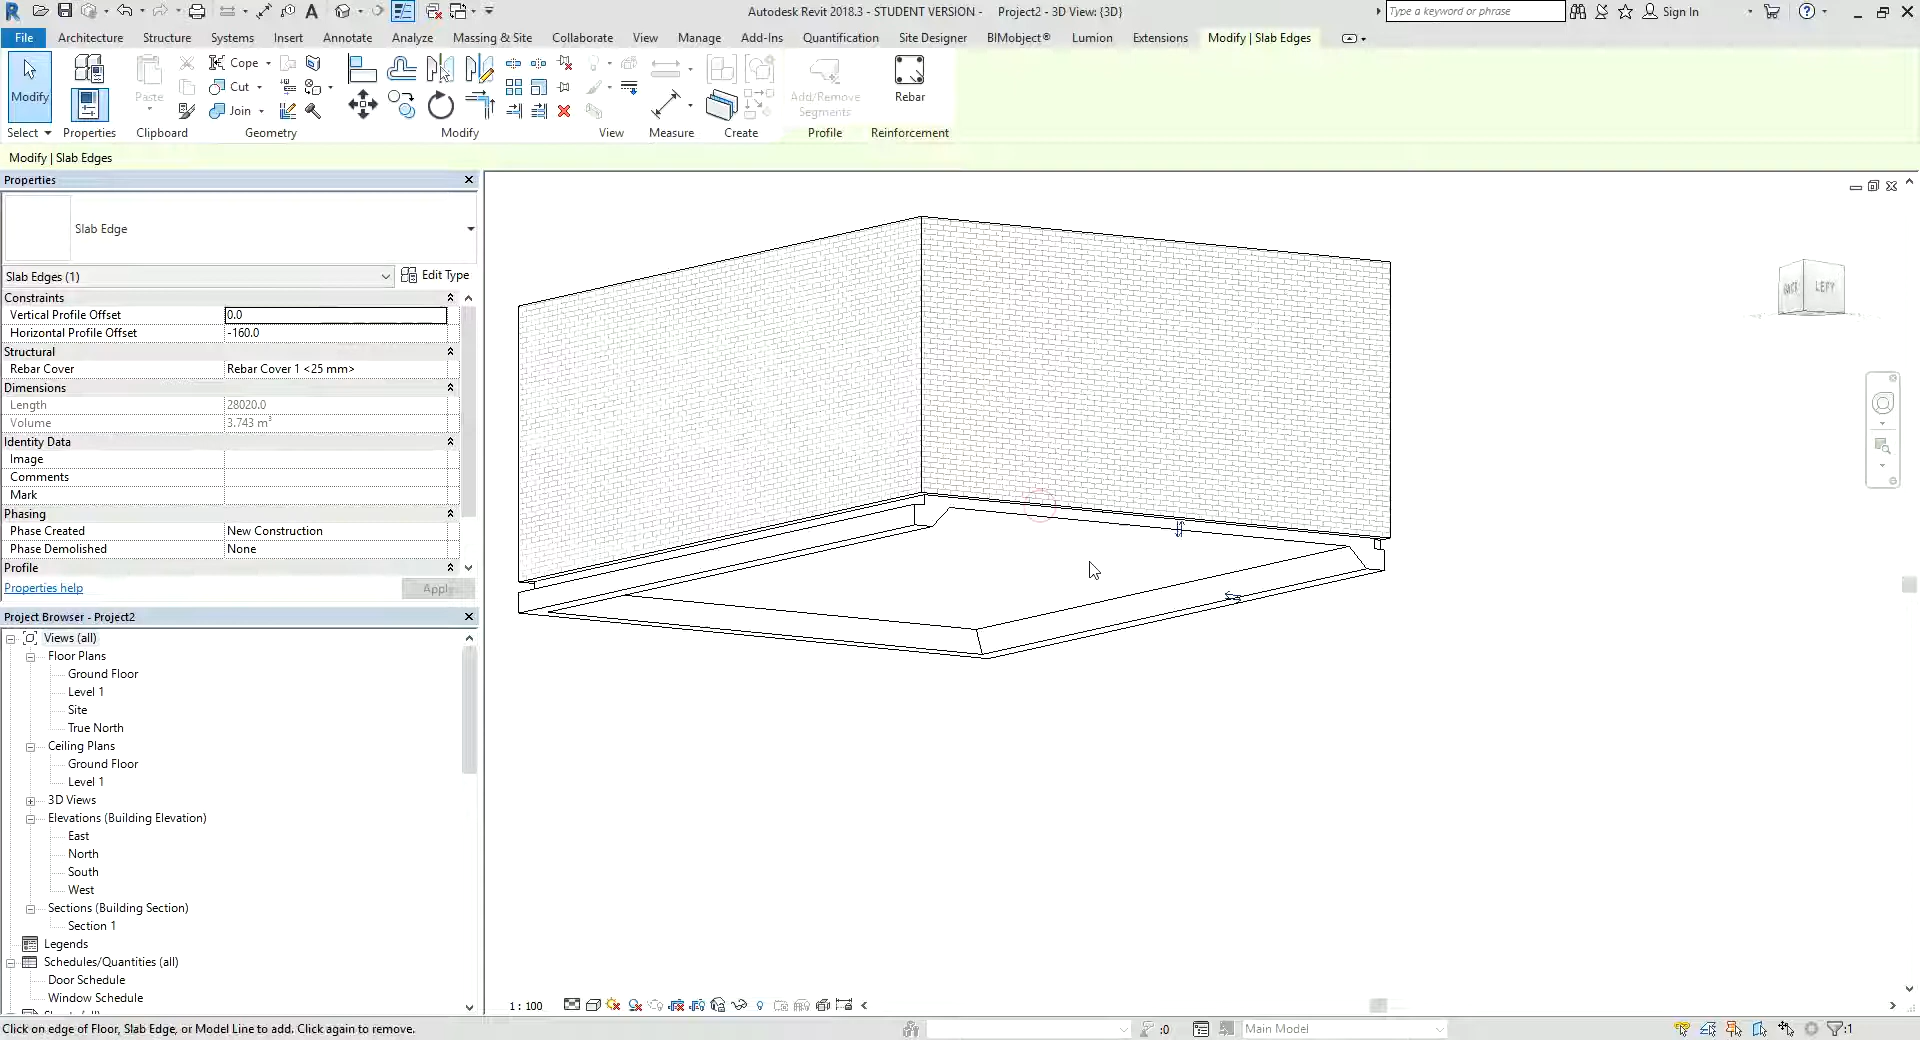 Autodesk Revit 2018.3 - STUDENT VERSION - Project2 - 3D View: {3D}
Type a keyword or phrase
Sign In
File Architecture Structure Systems Insert Annotate Analyze Massing & Site Collaborate View Manage Add-Ins Quantification Site Designer BIMobject® Lumion Extensions Modify | Slab Edges
Modify
Paste
Cope
Cut
Join
Add/Remove
Segments
Rebar
Select Properties Clipboard Geometry Modify View Measure Create Profile Reinforcement
Modify | Slab Edges
Properties
Slab Edge
Slab Edges (1) Edit Type
Constraints
Vertical Profile Offset 0.0
Horizontal Profile Offset -160.0
Structural
Rebar Cover Rebar Cover 1 <25 mm>
Dimensions
Length 28020.0
Volume 3.743 m³
Identity Data
Image
Comments
Mark
Phasing
Phase Created New Construction
Phase Demolished None
Profile
Properties help Apply
Project Browser - Project2
Views (all)
Floor Plans
Ground Floor
Level 1
Site
True North
Ceiling Plans
Ground Floor
Level 1
3D Views
Elevations (Building Elevation)
East
North
South
West
Sections (Building Section)
Section 1
Legends
Schedules/Quantities (all)
Door Schedule
Window Schedule
BACK LEFT
1 : 100
Click on edge of Floor, Slab Edge, or Model Line to add. Click again to remove.
:0
Main Model
:1